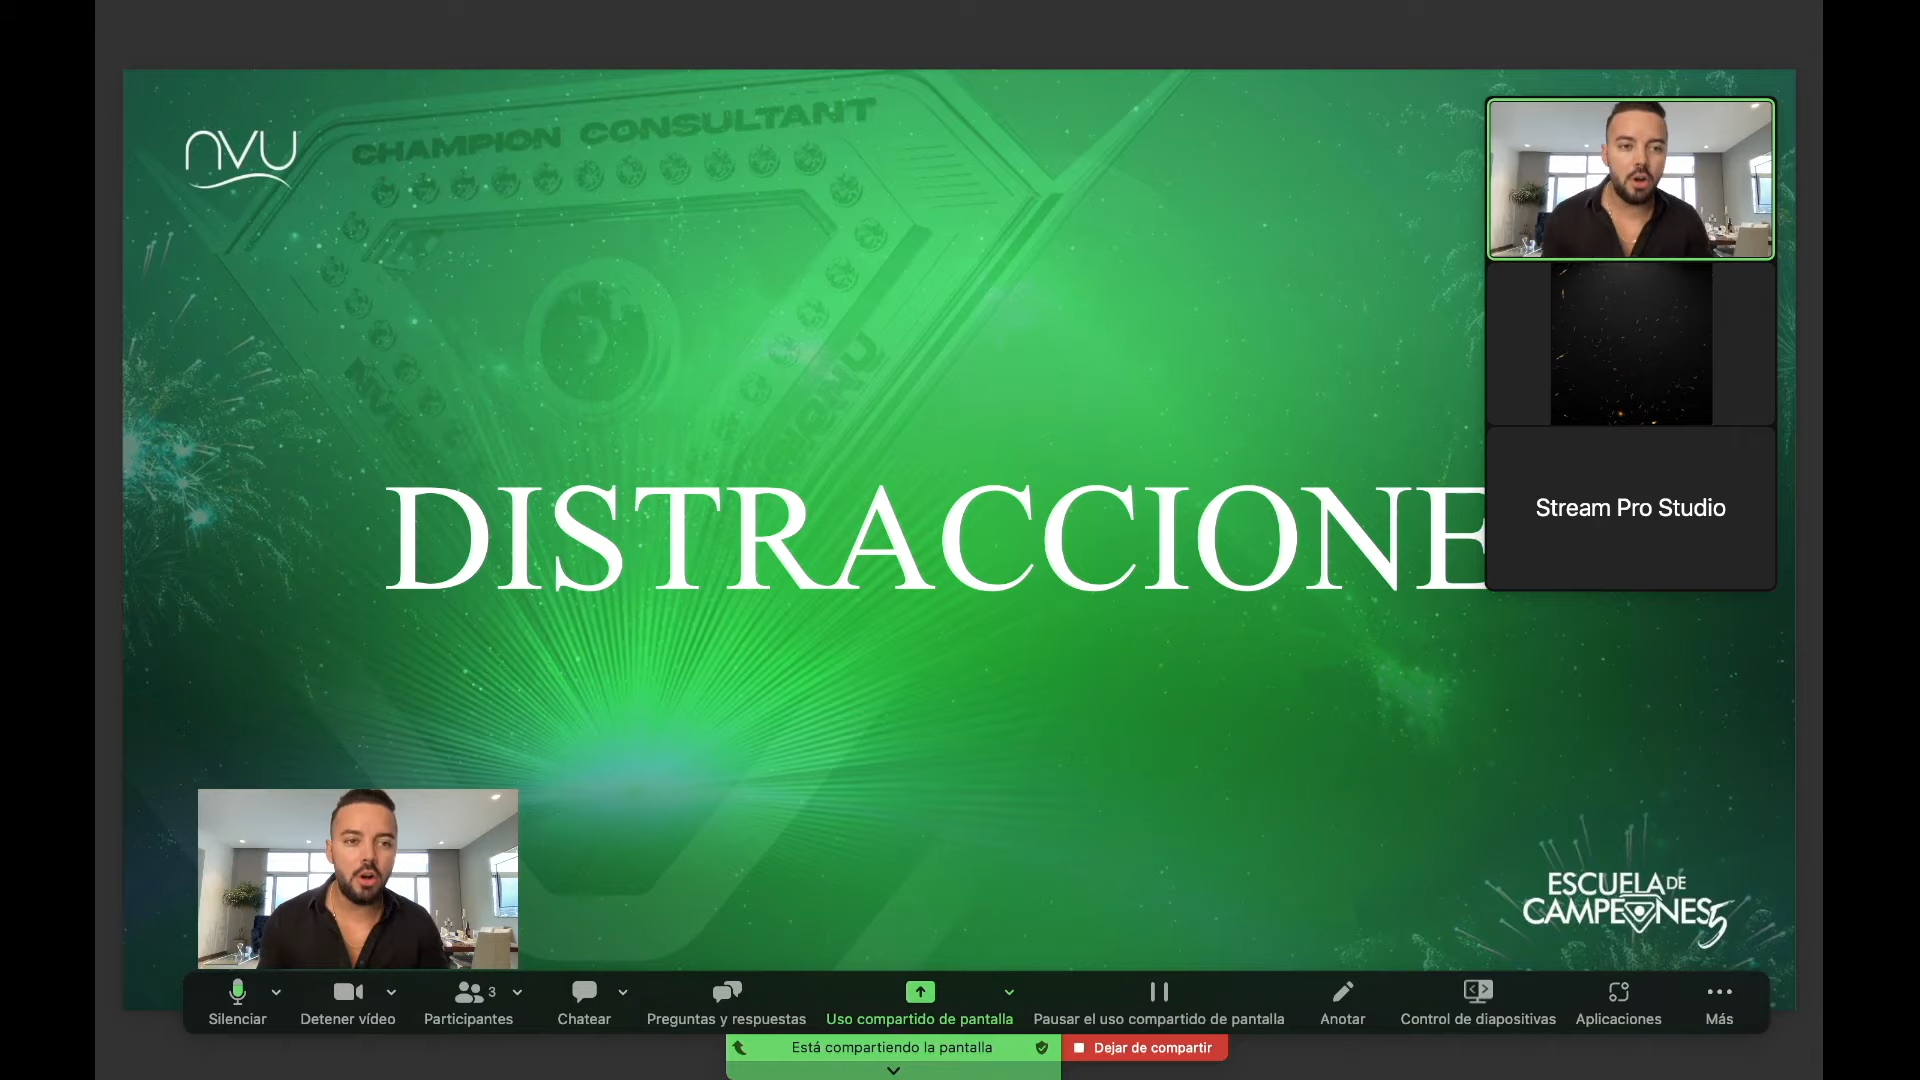 CHAMPION CONSULTANT
nvu
DISTRACCIONE
Stream Pro Studio
ESCUELA DE
CAMPEONES 5
Silenciar
Detener vídeo
3
Participantes
Chatear
Preguntas y respuestas
Uso compartido de pantalla
Pausar el uso compartido de pantalla
Anotar
Control de diapositivas
Aplicaciones
Más
Está compartiendo la pantalla
Dejar de compartir